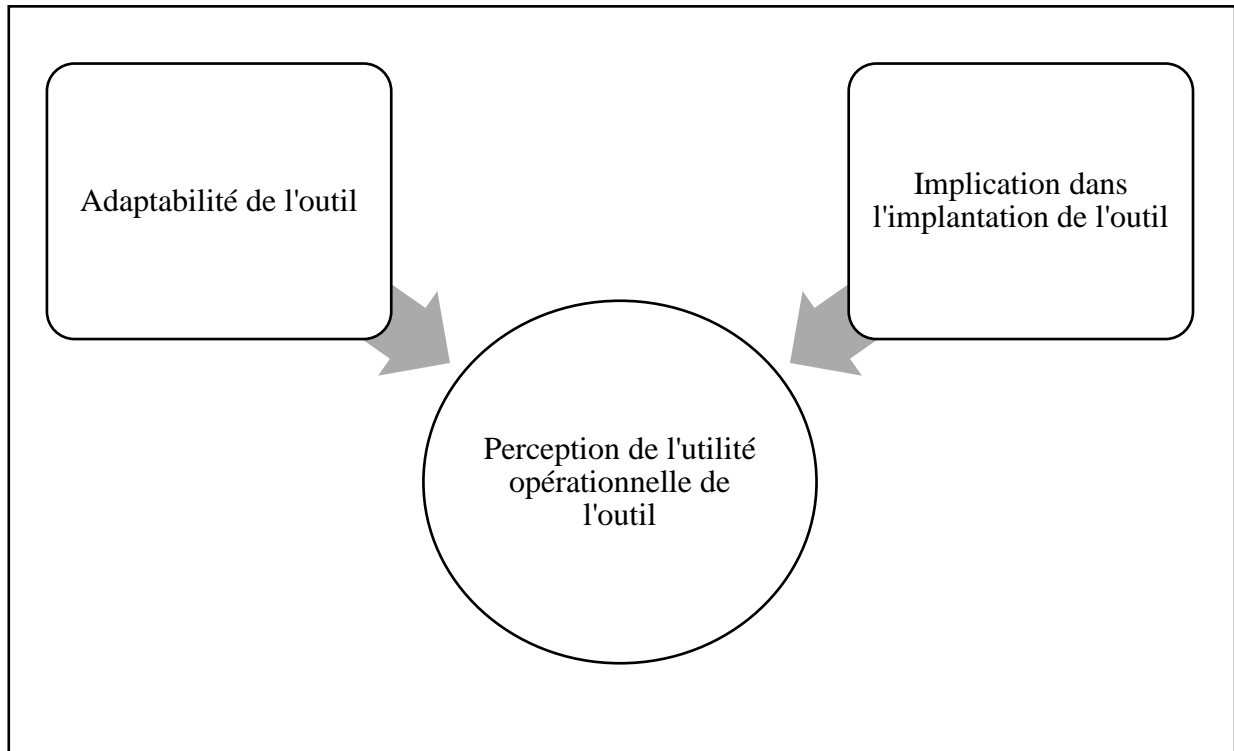 Adaptabilité de l'outil
Implication dans
l'implantation de l'outil
Perception de l'utilité
opérationnelle de
l'outil